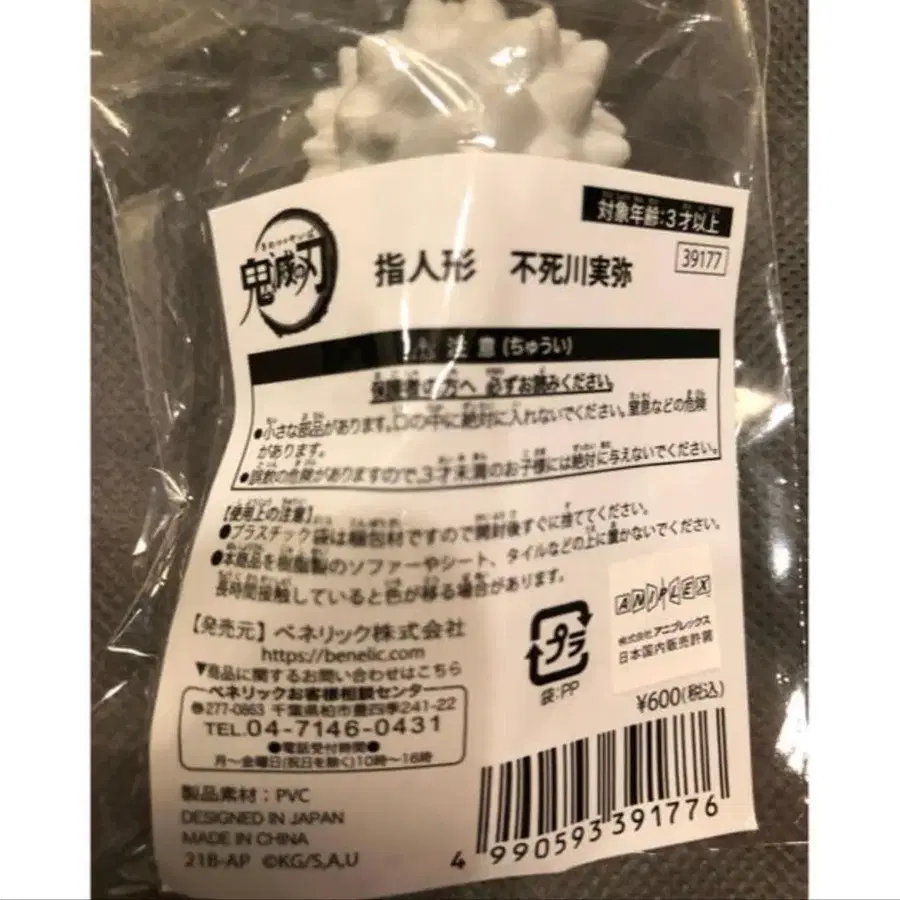 対象年齢:3才以上
39177
きめつのやいば
鬼滅の刃
指人形 不死川実弥
注意(ちゅうい)
保護者の方へ 必ずお読みください。
●小さな部品があります。口の中に絶対に入れないでください。窒息などの危険
があります。
●誤飲の危険がありますので、3才未満のお子様には絶対に与えないでください。
【使用上の注意】
●プラスチック袋は梱包材ですので開封後すぐに捨ててください。
●本商品を樹脂製のソファーやシート、タイルなどの上に置かないでください。
長時間接触していると色が移る場合があります。
【発売元】ベネリック株式会社
https://benelic.com
▼商品に関するお問い合わせはこちら
ベネリックお客様相談センター
〒277-0863 千葉県柏市豊四季241-22
TEL.04-7146-0431
●電話受付時間●
月～金曜日(祝日を除く)10時～16時
製品素材:PVC
DESIGNED IN JAPAN
MADE IN CHINA
21B-AP ©KG/S,A,U
プラ
袋:PP
ANIPLEX
株式会社アニプレックス
日本国内販売許諾
¥600(税込)
4 990593 391776